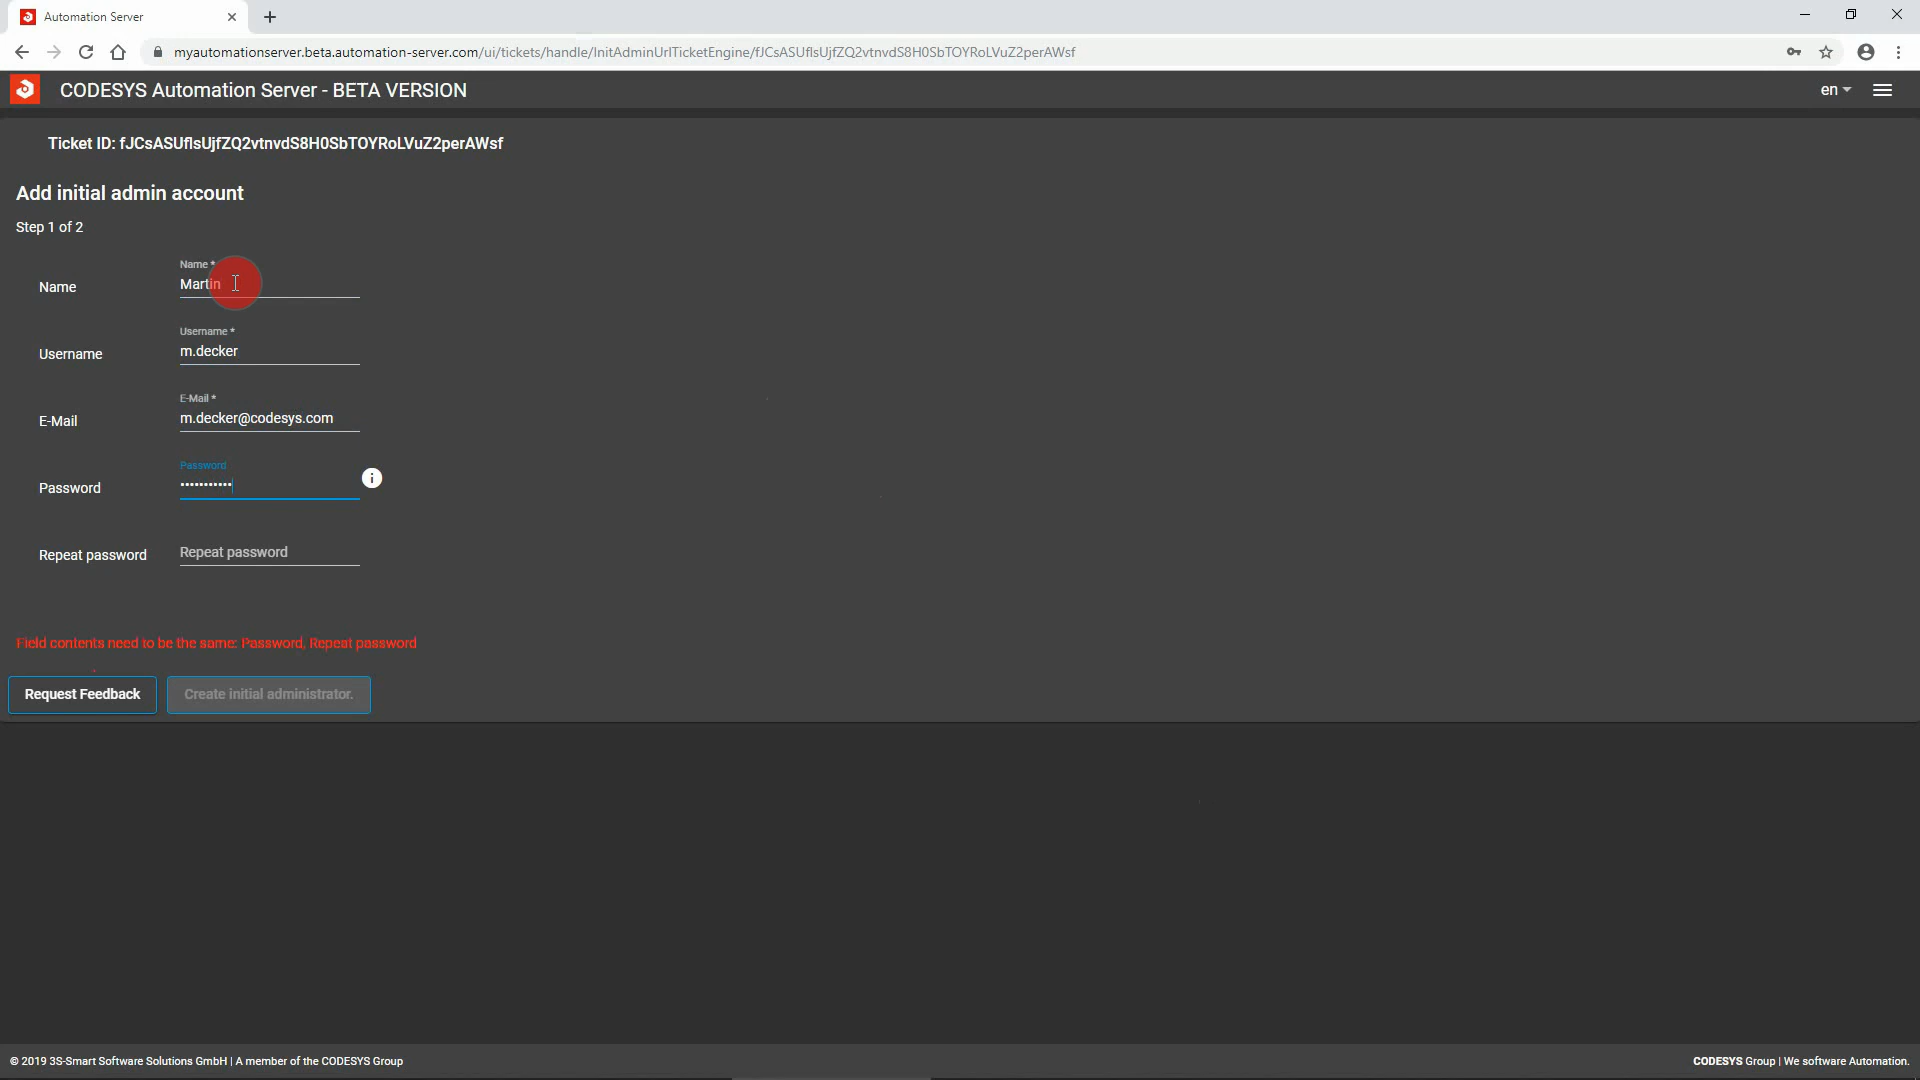 Automation Server
myautomationserver.beta.automation-server.com/ui/tickets/handle/InitAdminUrlTicketEngine/fJCsASUflsUjfZQ2vtnvdS8H0SbTOYRoLVuZ2perAWsf
CODESYS Automation Server - BETA VERSION
en
Ticket ID: fJCsASUflsUjfZQ2vtnvdS8H0SbTOYRoLVuZ2perAWsf
Add initial admin account
Step 1 of 2
Name *
Name Martin
Username *
Username m.decker
E-Mail *
E-Mail m.decker@codesys.com
Password
Password •••••••••••
Repeat password Repeat password
Field contents need to be the same: Password, Repeat password
Request Feedback Create initial administrator.
© 2019 3S-Smart Software Solutions GmbH | A member of the CODESYS Group
CODESYS Group | We software Automation.